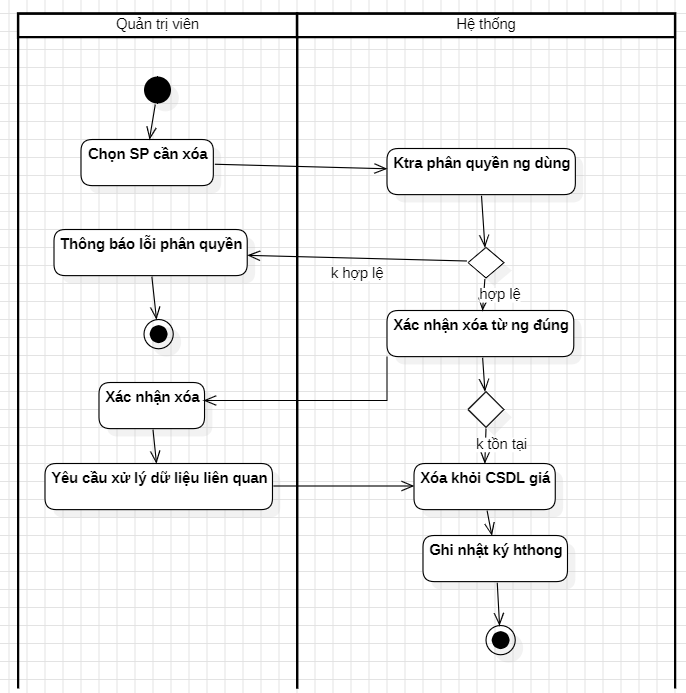 Quản trị viên
Hệ thống
Chọn SP cần xóa
Ktra phân quyền ng dùng
Thông báo lỗi phân quyền
k hợp lệ
hợp lệ
Xác nhận xóa từ ng đúng
Xác nhận xóa
k tồn tại
Yêu cầu xử lý dữ liệu liên quan
Xóa khỏi CSDL giá
Ghi nhật ký hthong